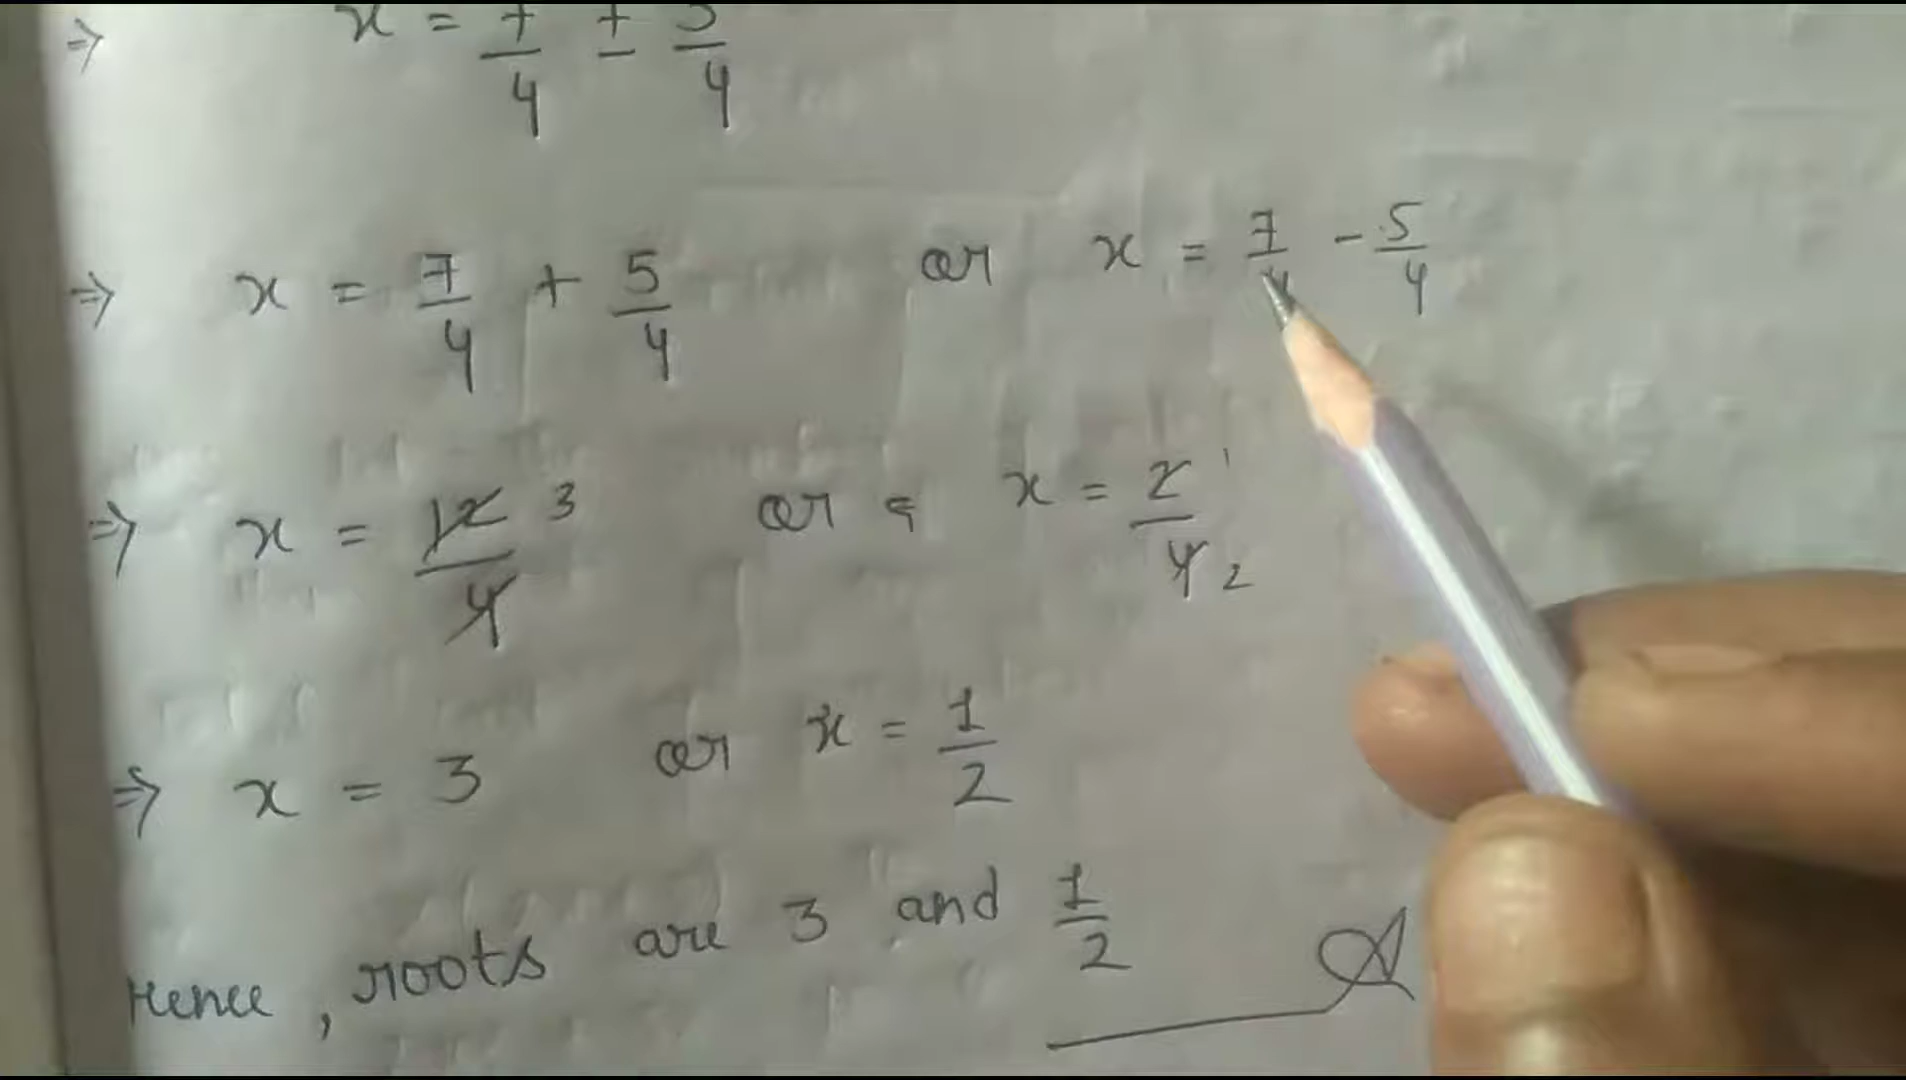 ⇒ x = 7/4 ± 5/4
⇒ x = 7/4 + 5/4 or x = 7/4 - 5/4
⇒ x = 12/4 3 or x = 2/4 1 2
⇒ x = 3 or x = 1/2
Hence, roots are 3 and 1/2